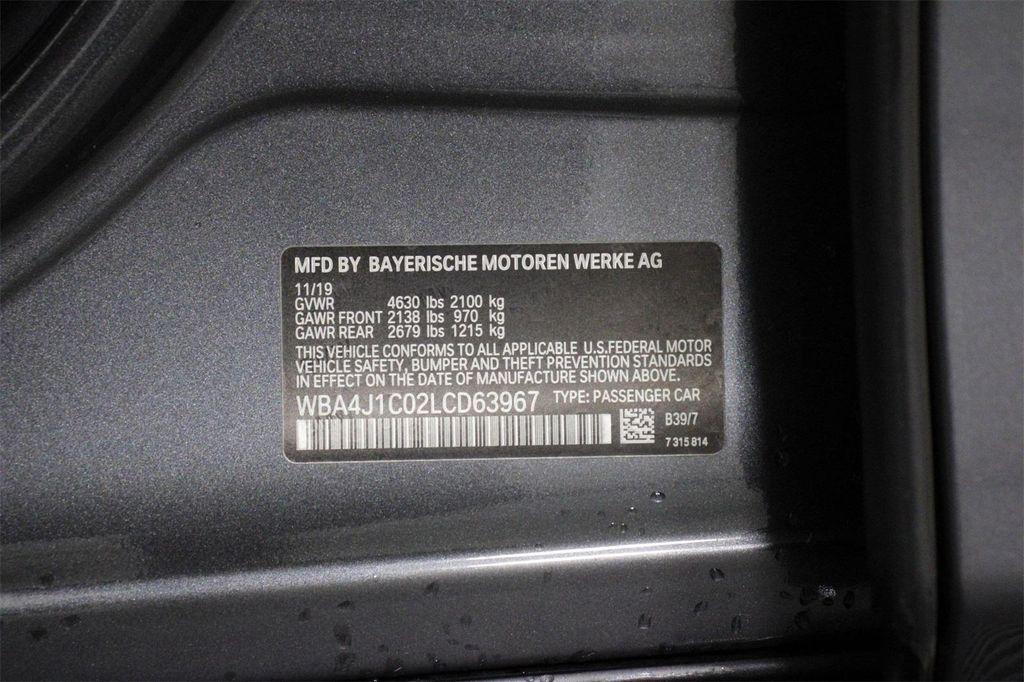 MFD BY BAYERISCHE MOTOREN WERKE AG
11/19
GVWR 4630 lbs 2100 kg
GAWR FRONT 2138 lbs 970 kg
GAWR REAR 2679 lbs 1215 kg
THIS VEHICLE CONFORMS TO ALL APPLICABLE U.S.FEDERAL MOTOR
VEHICLE SAFETY, BUMPER AND THEFT PREVENTION STANDARDS
IN EFFECT ON THE DATE OF MANUFACTURE SHOWN ABOVE.
WBA4J1C02LCD63967 TYPE: PASSENGER CAR
B39/7
7 315 814